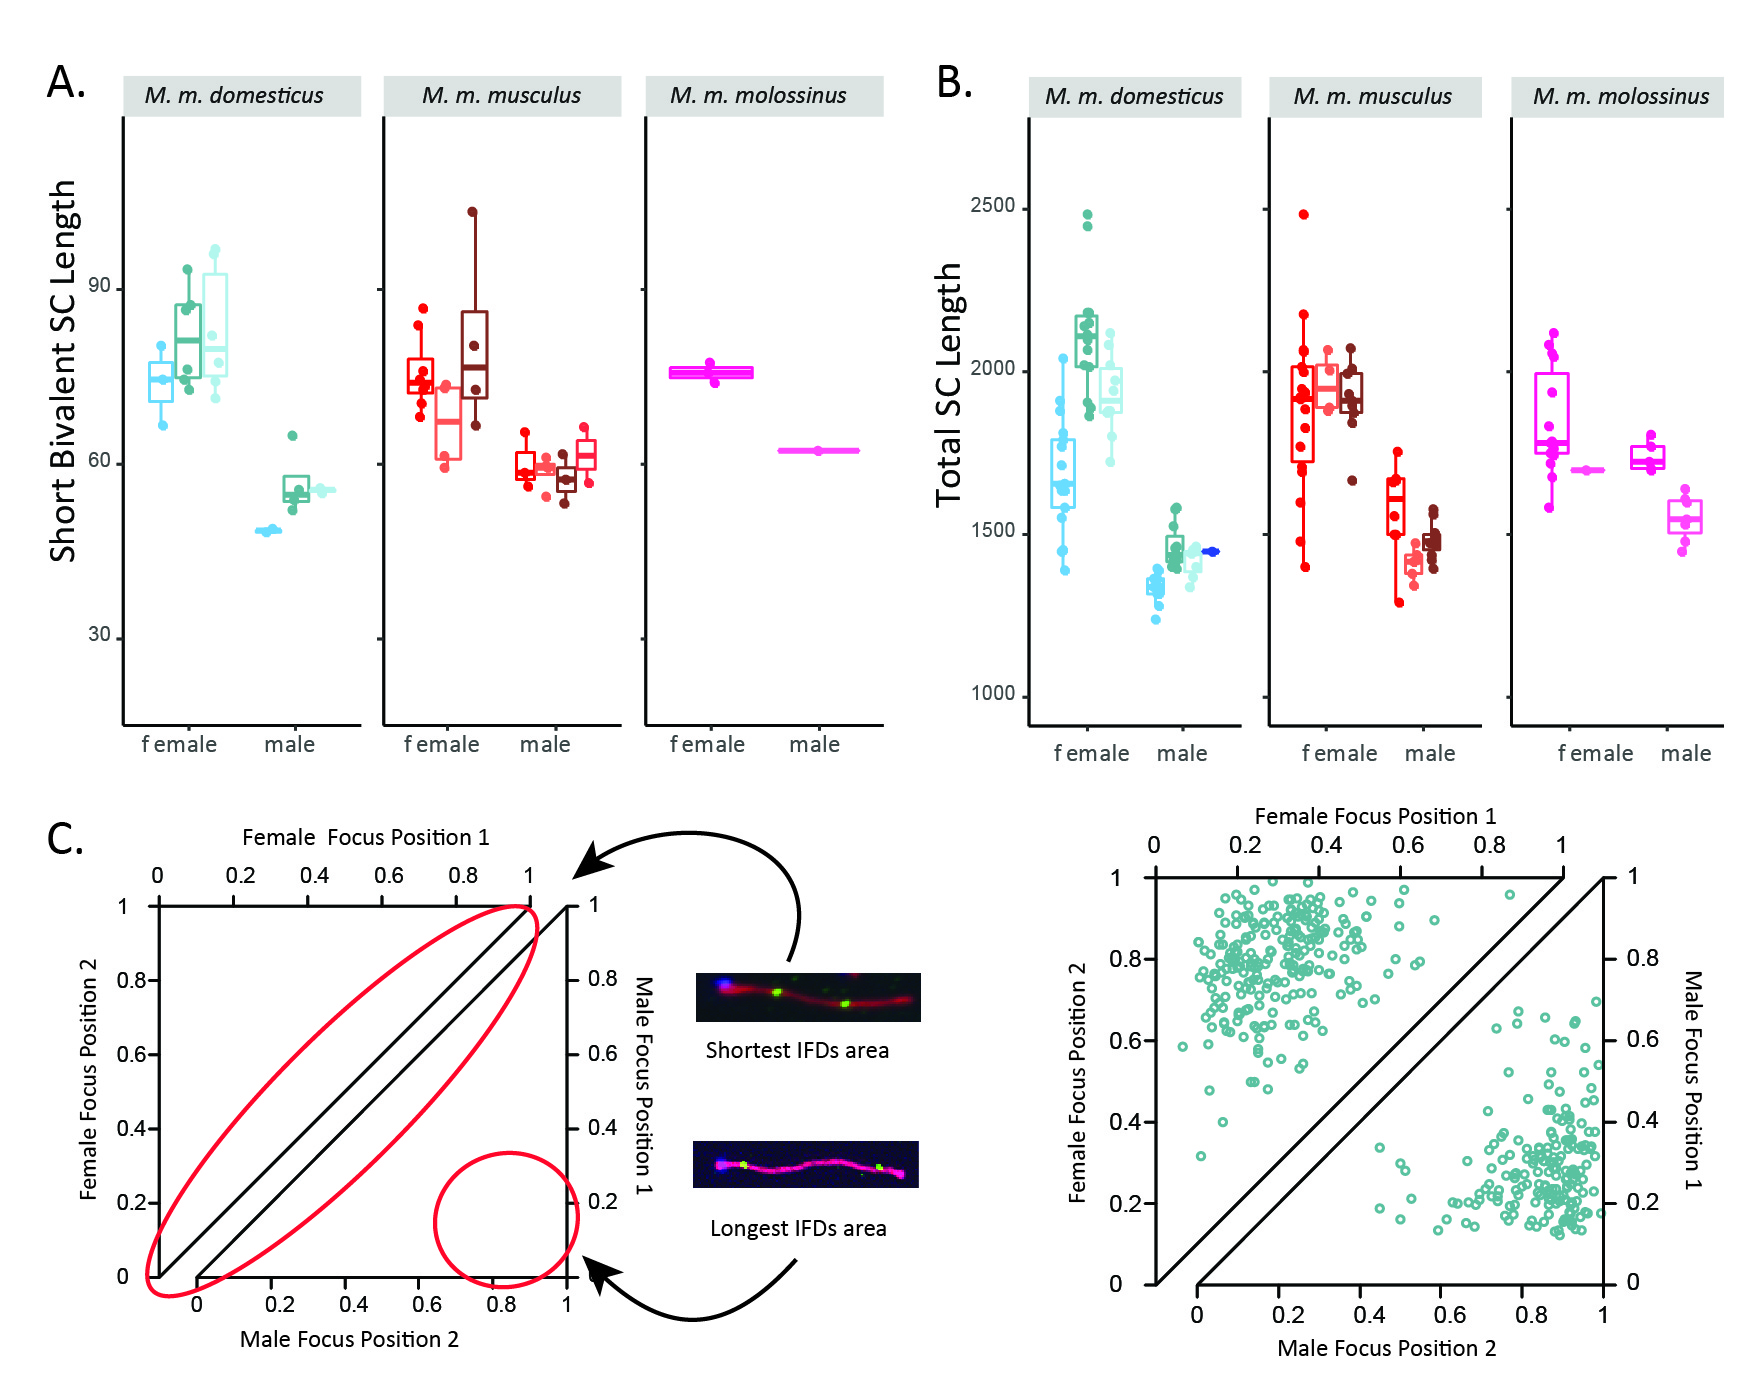 A.
M. m. domesticus
M. m. musculus
M. m. molossinus
Short Bivalent SC Length
90
60
30
female
male
female
male
female
male
B.
M. m. domesticus
M. m. musculus
M. m. molossinus
Total SC Length
2500
2000
1500
1000
female
male
female
male
female
male
C.
Female Focus Position 1
0 0.2 0.4 0.6 0.8 1
Female Focus Position 2
1
0.8
0.6
0.4
0.2
0
1
0.8
0.6
0.4
0.2
0
Male Focus Position 1
0 0.2 0.4 0.6 0.8 1
Male Focus Position 2
Shortest IFDs area
Longest IFDs area
Female Focus Position 1
0 0.2 0.4 0.6 0.8 1
Female Focus Position 2
1
0.8
0.6
0.4
0.2
0
1
0.8
0.6
0.4
0.2
0
Male Focus Position 1
0 0.2 0.4 0.6 0.8 1
Male Focus Position 2